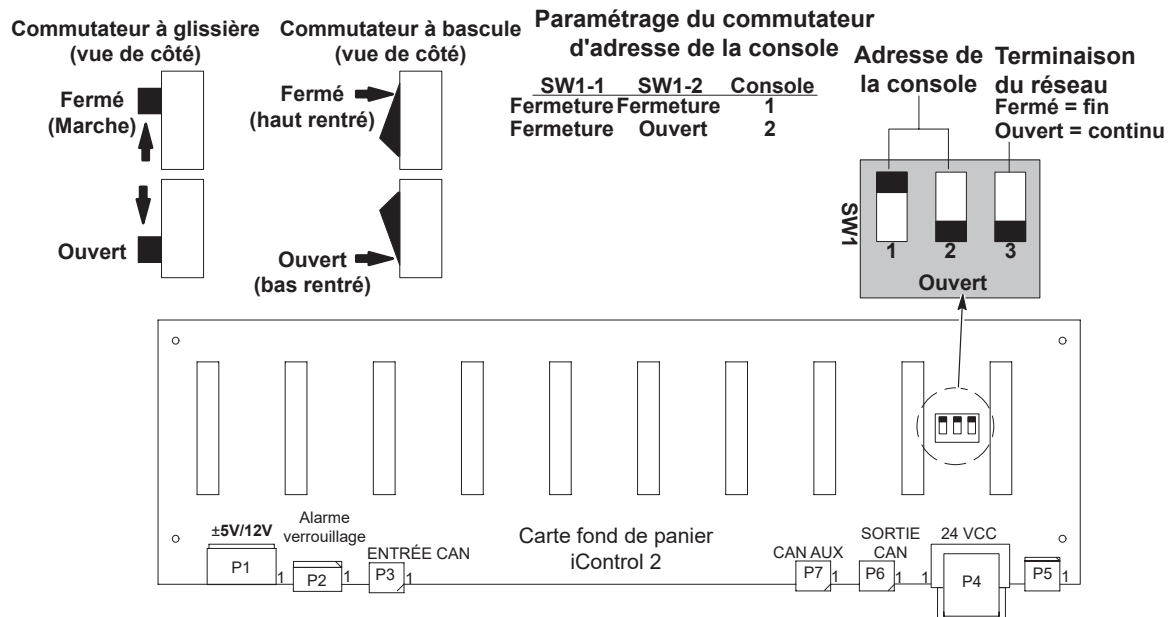 Commutateur à glissière
(vue de côté)
Fermé
(Marche)
Ouvert
Commutateur à bascule
(vue de côté)
Fermé
(haut rentré)
Ouvert
(bas rentré)
Paramétrage du commutateur
d'adresse de la console
SW1-1 SW1-2 Console
Fermeture Fermeture 1
Fermeture Ouvert 2
Adresse de
la console
Terminaison
du réseau
Fermé = fin
Ouvert = continu
SW1
1 2 3
Ouvert
±5V/12V
P1 1
Alarme
verrouillage
P2 1
ENTRÉE CAN
P3 1
Carte fond de panier
iControl 2
CAN AUX
P7 1
SORTIE
CAN
P6 1
24 VCC
1 P4
P5 1